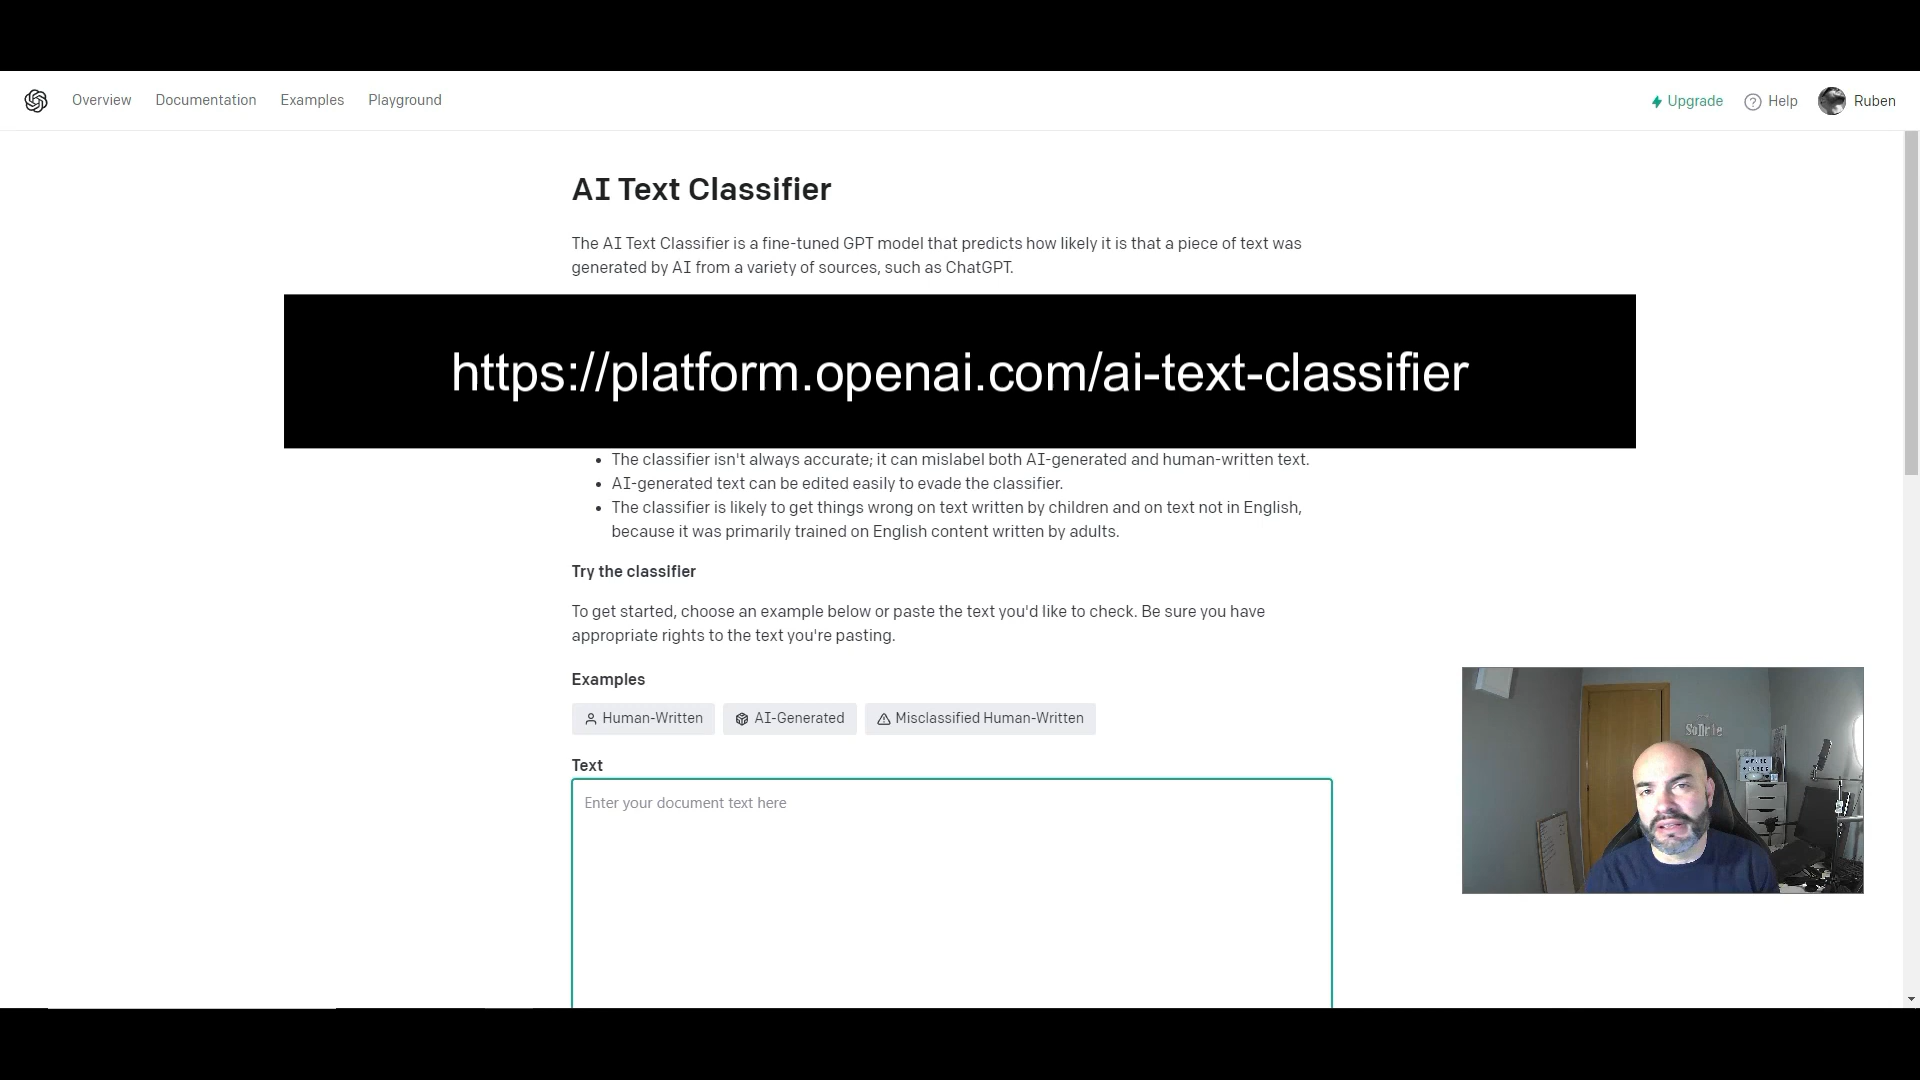 Overview Documentation Examples Playground Upgrade Help Ruben
AI Text Classifier
The AI Text Classifier is a fine-tuned GPT model that predicts how likely it is that a piece of text was
generated by AI from a variety of sources, such as ChatGPT.
https://platform.openai.com/ai-text-classifier
The classifier isn't always accurate; it can mislabel both AI-generated and human-written text.
AI-generated text can be edited easily to evade the classifier.
The classifier is likely to get things wrong on text written by children and on text not in English,
because it was primarily trained on English content written by adults.
Try the classifier
To get started, choose an example below or paste the text you'd like to check. Be sure you have
appropriate rights to the text you're pasting.
Examples
Human-Written AI-Generated Misclassified Human-Written
Text
Enter your document text here